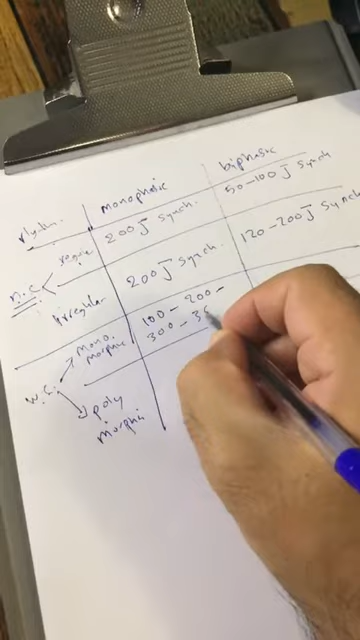 Rhythm monophasic biphasic
n.c regular 200 J Synch. 50-100 J Synch
Irregular 200 J Synch. 120-200 J Synch
w.c. mono morphic 100 - 200 -
300 - 36
poly
morphic